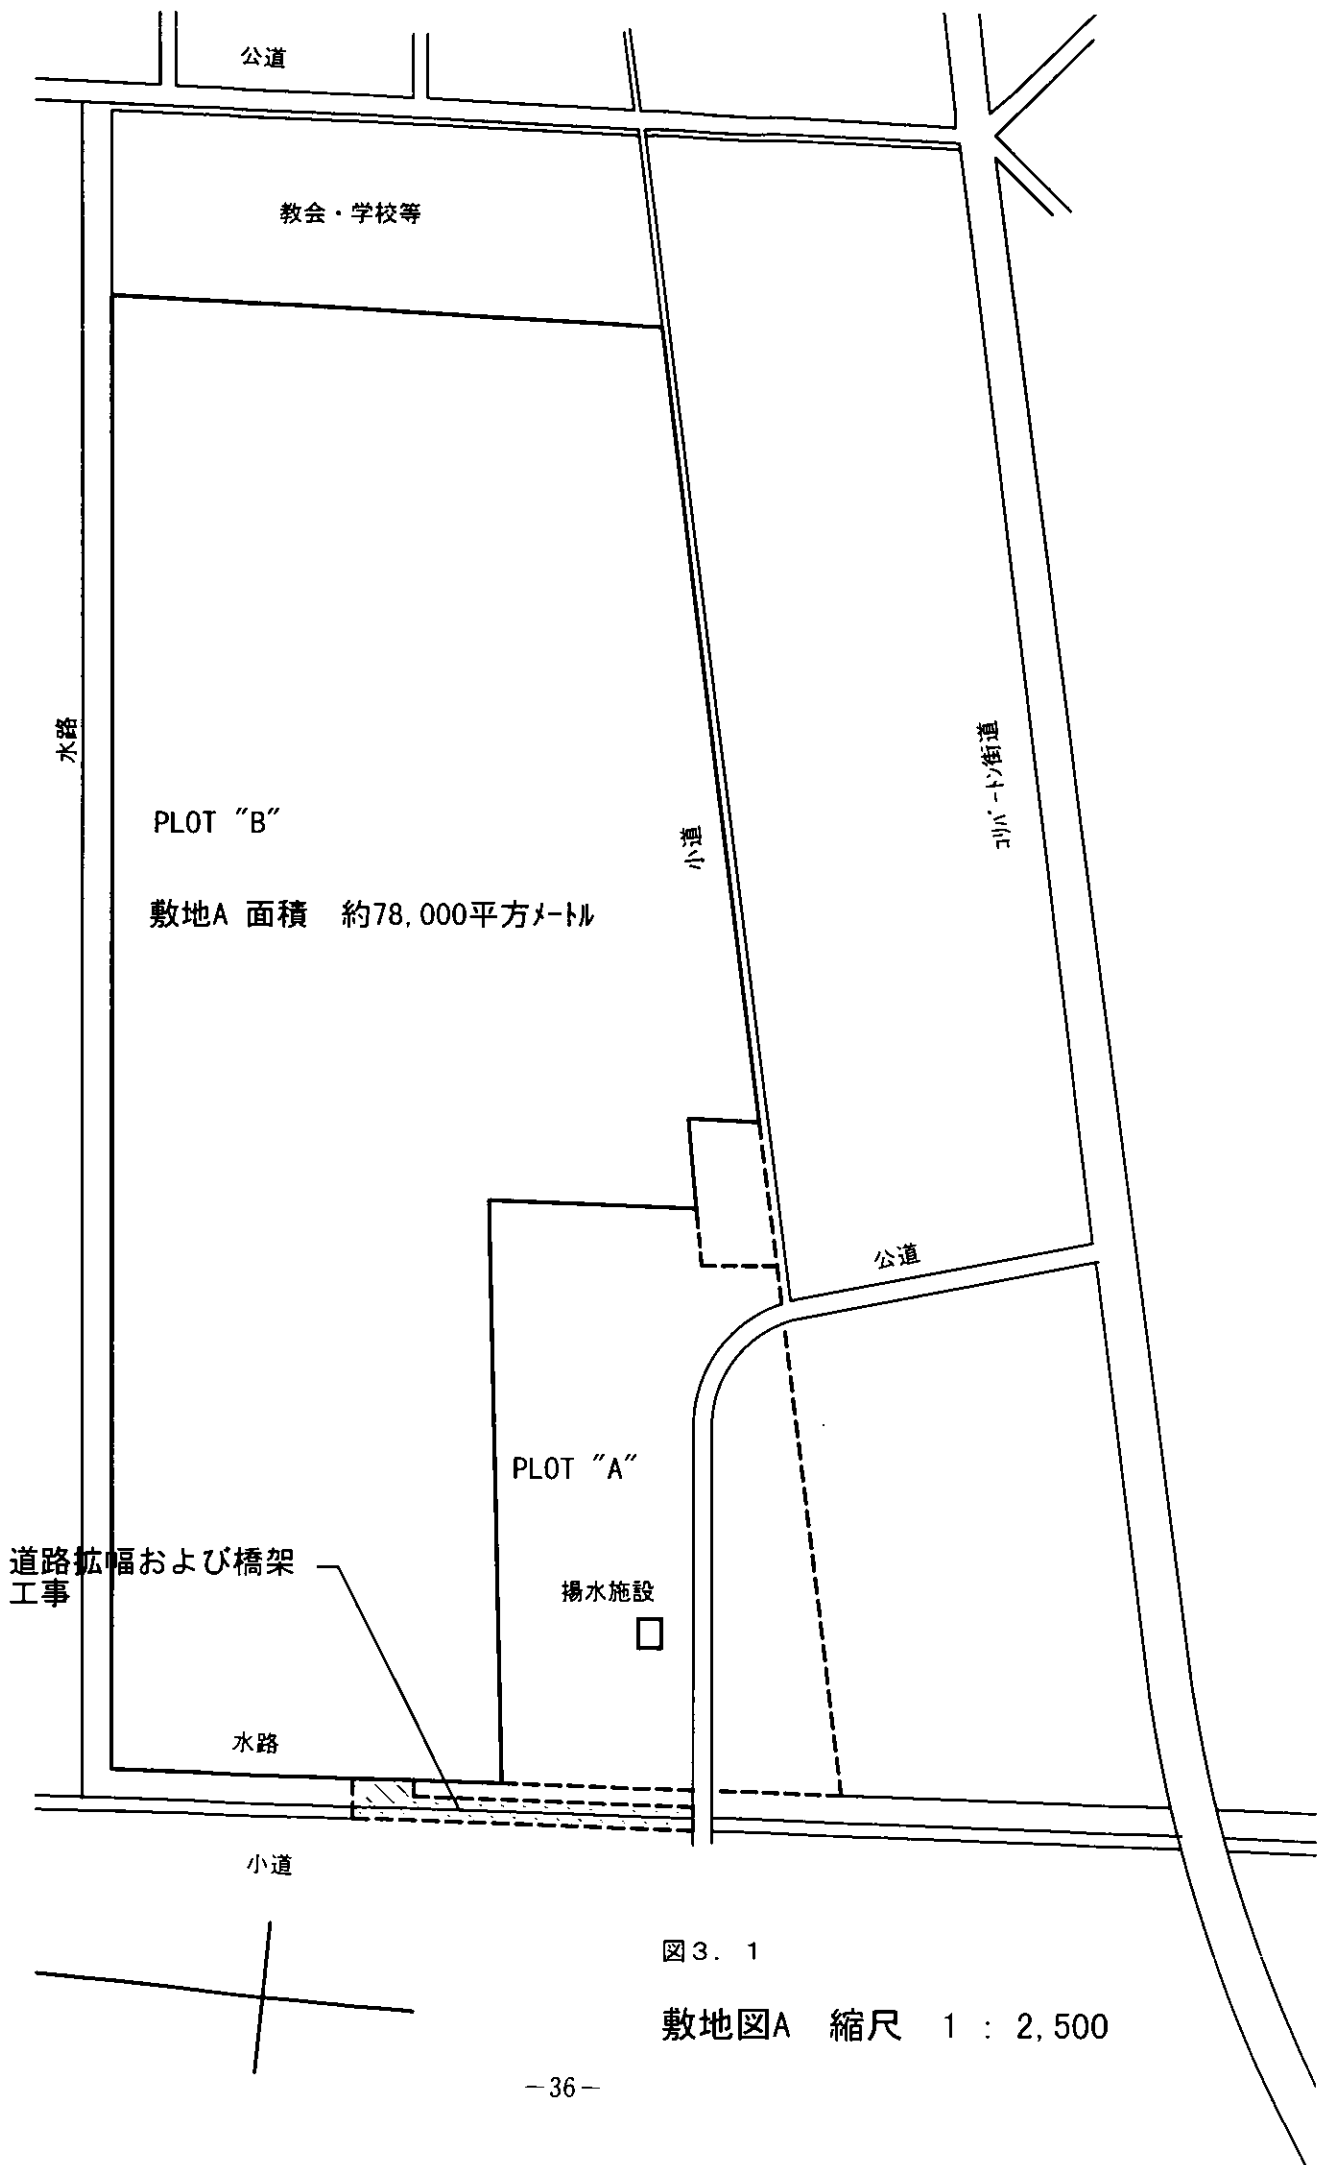 公道
教会・学校等
水路
コリバートン街道
PLOT "B"
小道
敷地A 面積 約78,000平方メートル
公道
PLOT "A"
道路拡幅および橋架
工事
揚水施設
水路
小道
図3. 1
敷地図A 縮尺 1 : 2,500
-36-